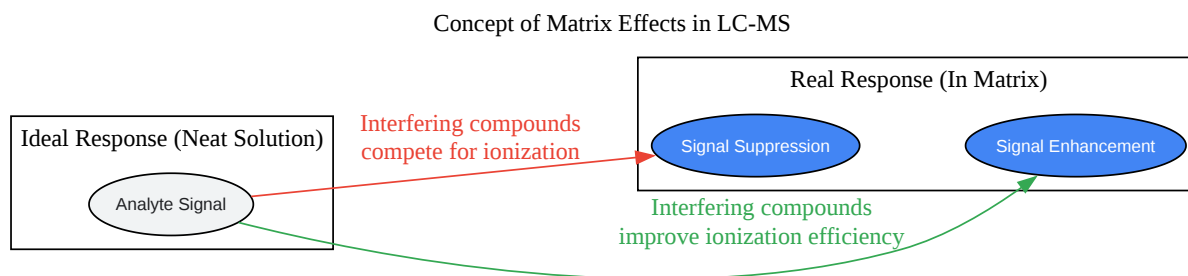 Concept of Matrix Effects in LC-MS
Ideal Response (Neat Solution)
Analyte Signal
Interfering compounds
compete for ionization
Real Response (In Matrix)
Signal Suppression
Signal Enhancement
Interfering compounds
improve ionization efficiency